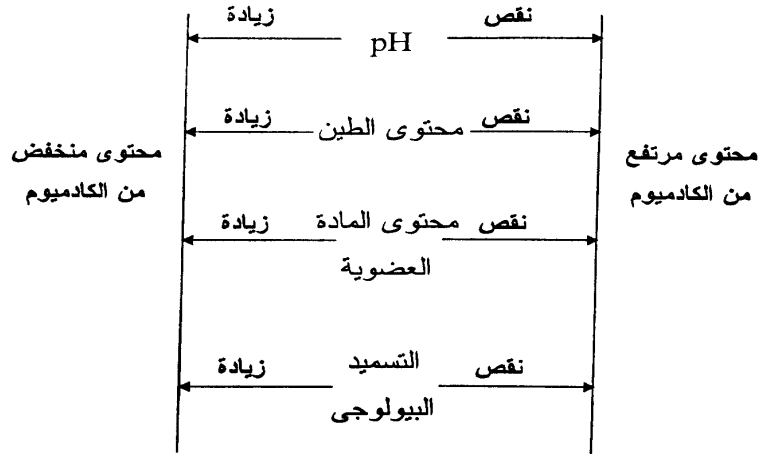 نقص زيادة
pH
نقص محتوى الطين زيادة
محتوى مرتفع
من الكادميوم
محتوى منخفض
من الكادميوم
نقص محتوى المادة زيادة
العضوية
نقص التسميد زيادة
البيولوجى